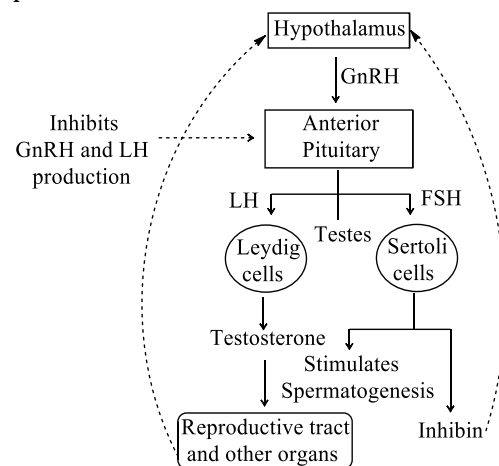 Hypothalamus
GnRH
Inhibits
GnRH and LH
production
Anterior
Pituitary
LH
FSH
Testes
Leydig
cells
Sertoli
cells
Testosterone
Stimulates
Spermatogenesis
Reproductive tract
and other organs
Inhibin